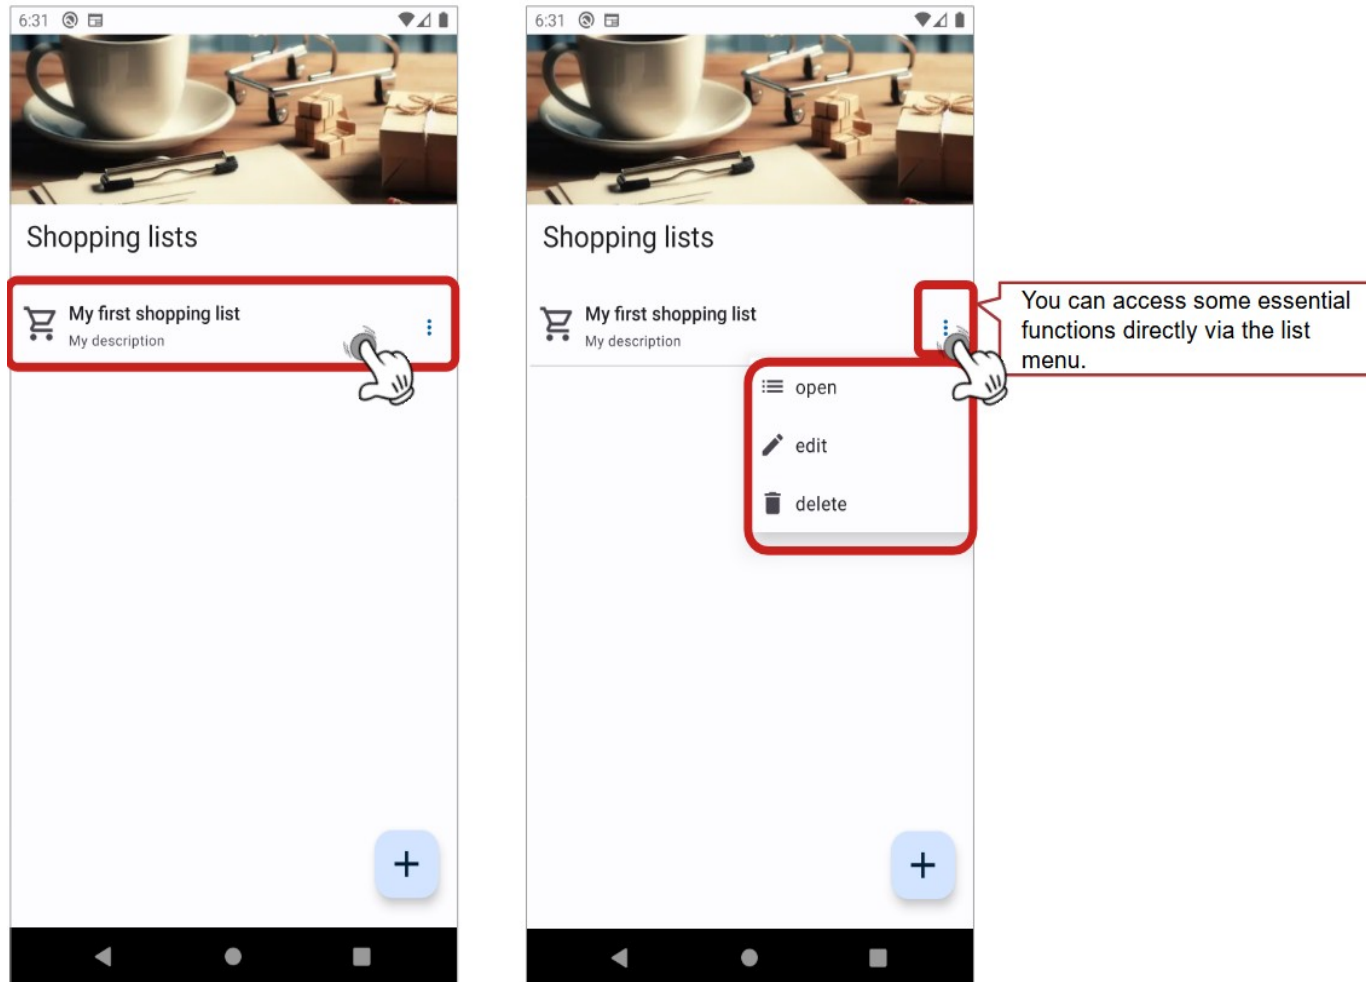 6:31
Shopping lists
My first shopping list
My description
6:31
Shopping lists
My first shopping list
My description
open
edit
delete
You can access some essential
functions directly via the list
menu.